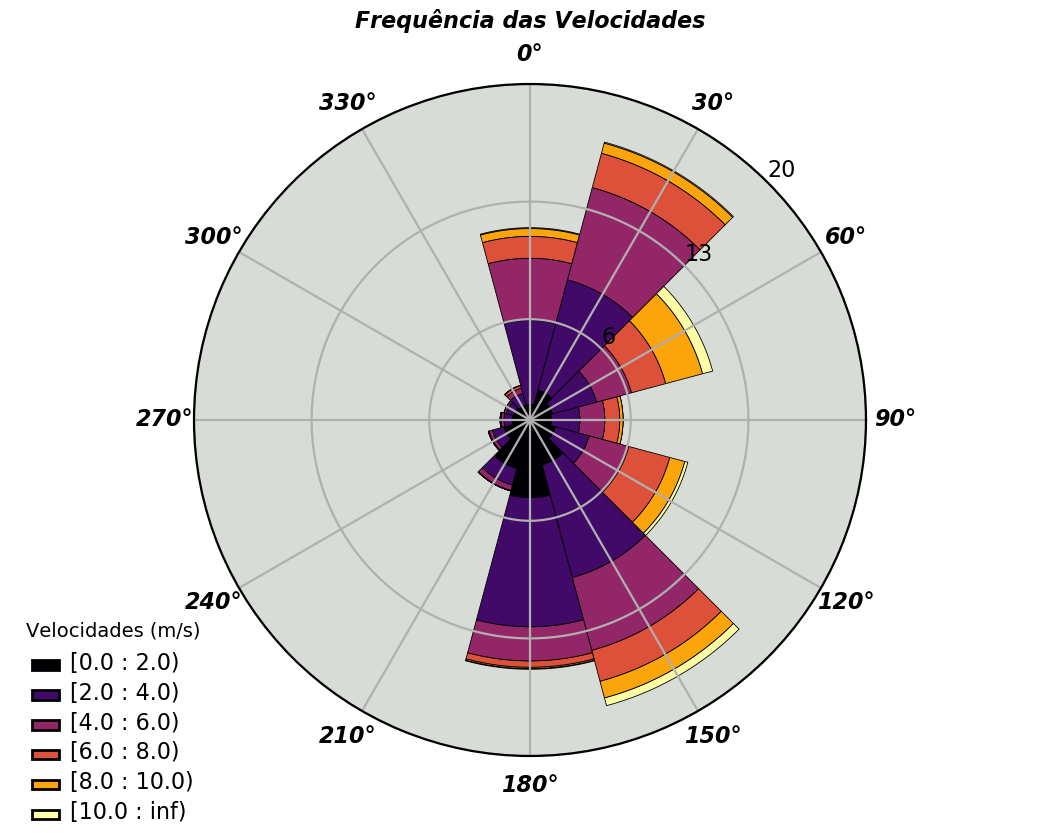 Frequência das Velocidades
0°
330°
30°
20
300°
60°
13
6
270°
90°
240°
120°
210°
150°
180°
Velocidades (m/s)
[0.0 : 2.0)
[2.0 : 4.0)
[4.0 : 6.0)
[6.0 : 8.0)
[8.0 : 10.0)
[10.0 : inf)